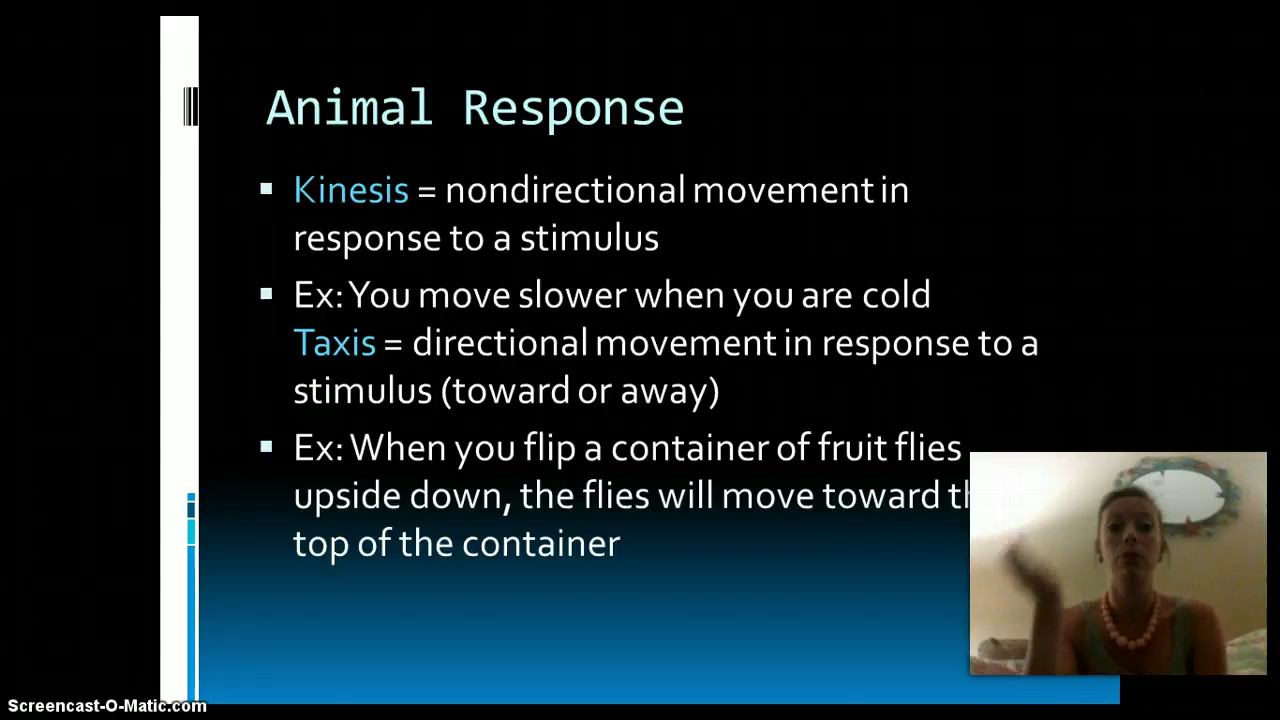 Animal Response
Kinesis = nondirectional movement in
response to a stimulus
Ex: You move slower when you are cold
Taxis = directional movement in response to a
stimulus (toward or away)
Ex: When you flip a container of fruit flies
upside down, the flies will move toward
top of the container
Screencast-O-Matic.com